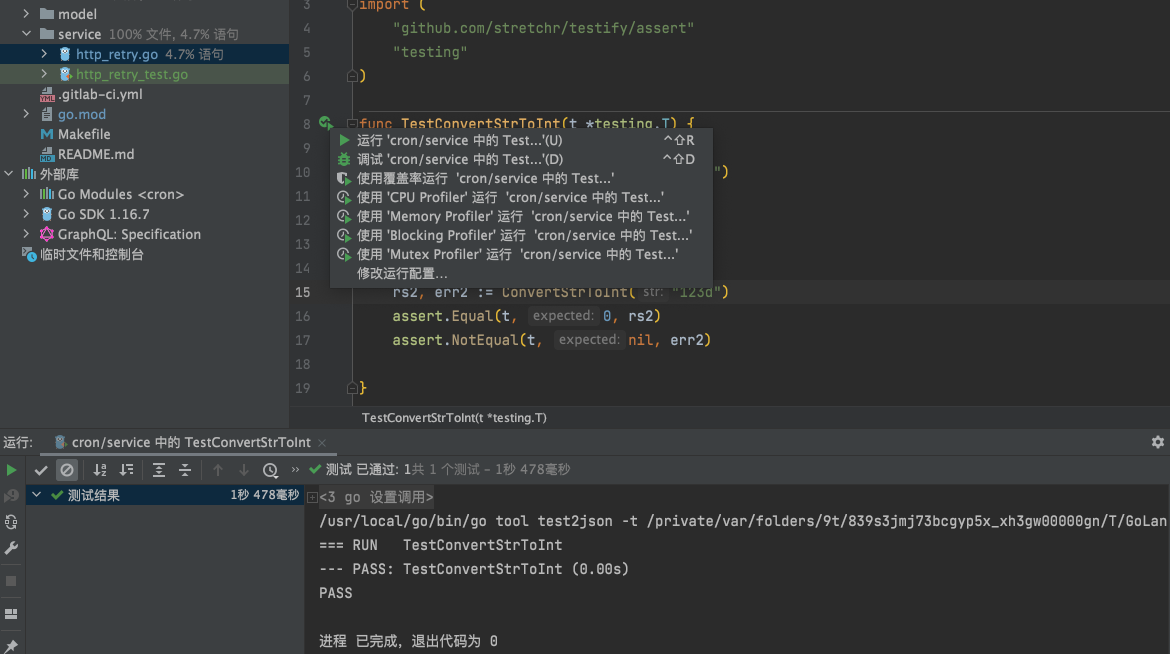 model
service 100% 文件, 4.7% 语句
http_retry.go 4.7% 语句
http_retry_test.go
.gitlab-ci.yml
go.mod
Makefile
README.md
外部库
Go Modules <cron>
Go SDK 1.16.7
GraphQL: Specification
临时文件和控制台
3 import (
4 "github.com/stretchr/testify/assert"
5 "testing"
6 )
7
8 func TestConvertStrToInt(t *testing.T) {
9
10 ")
11
12
13
14
15 rs2, err2 := ConvertStrToInt( str: "123d")
16 assert.Equal(t, expected: 0, rs2)
17 assert.NotEqual(t, expected: nil, err2)
18
19 }
运行 'cron/service 中的 Test...'(U) ^⇧R
调试 'cron/service 中的 Test...'(D) ^⇧D
使用覆盖率运行 'cron/service 中的 Test...'
使用 'CPU Profiler' 运行 'cron/service 中的 Test...'
使用 'Memory Profiler' 运行 'cron/service 中的 Test...'
使用 'Blocking Profiler' 运行 'cron/service 中的 Test...'
使用 'Mutex Profiler' 运行 'cron/service 中的 Test...'
修改运行配置...
TestConvertStrToInt(t *testing.T)
运行: cron/service 中的 TestConvertStrToInt ×
» 测试 已通过: 1共 1 个测试 – 1秒 478毫秒
测试结果 1秒 478毫秒
<3 go 设置调用>
/usr/local/go/bin/go tool test2json -t /private/var/folders/9t/839s3jmj73bcgyp5x_xh3gw00000gn/T/GoLan
=== RUN TestConvertStrToInt
--- PASS: TestConvertStrToInt (0.00s)
PASS
进程 已完成，退出代码为 0